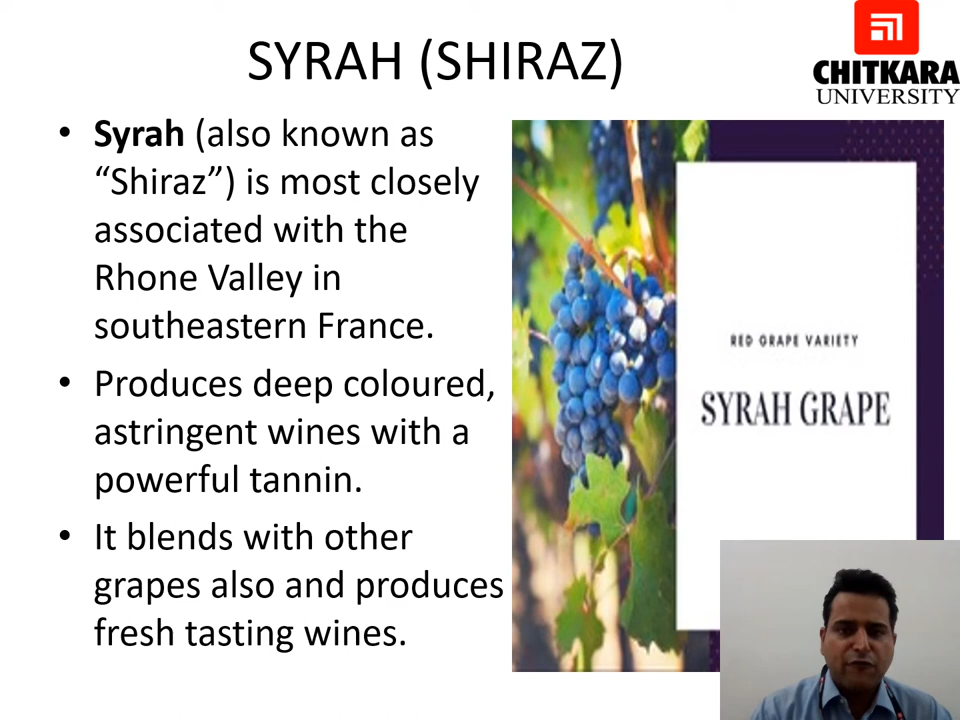 SYRAH (SHIRAZ)
CHITKARA
UNIVERSITY
• Syrah (also known as
“Shiraz”) is most closely
associated with the
Rhone Valley in
southeastern France.
• Produces deep coloured,
astringent wines with a
powerful tannin.
• It blends with other
grapes also and produces
fresh tasting wines.
RED GRAPE VARIETY
SYRAH GRAPE